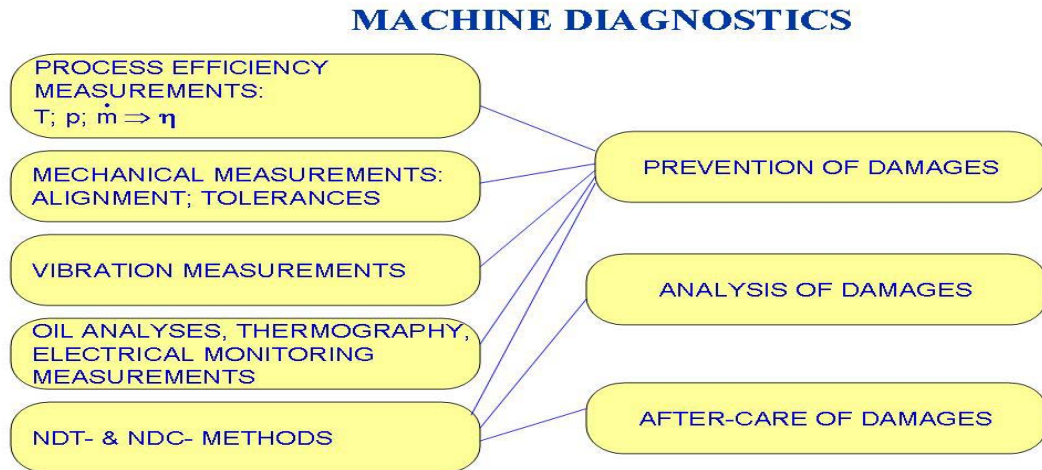 MACHINE DIAGNOSTICS
PROCESS EFFICIENCY
MEASUREMENTS:
T; p; ṁ ⇒ η
MECHANICAL MEASUREMENTS:
ALIGNMENT; TOLERANCES
VIBRATION MEASUREMENTS
OIL ANALYSES, THERMOGRAPHY,
ELECTRICAL MONITORING
MEASUREMENTS
NDT- & NDC- METHODS
PREVENTION OF DAMAGES
ANALYSIS OF DAMAGES
AFTER-CARE OF DAMAGES